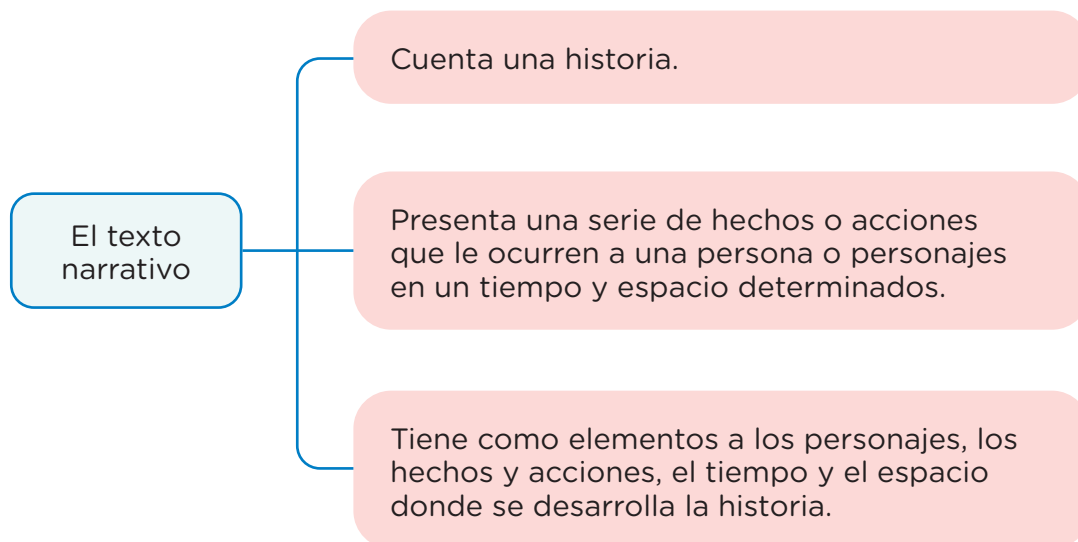 Cuenta una historia.
El texto
narrativo
Presenta una serie de hechos o acciones
que le ocurren a una persona o personajes
en un tiempo y espacio determinados.
Tiene como elementos a los personajes, los
hechos y acciones, el tiempo y el espacio
donde se desarrolla la historia.